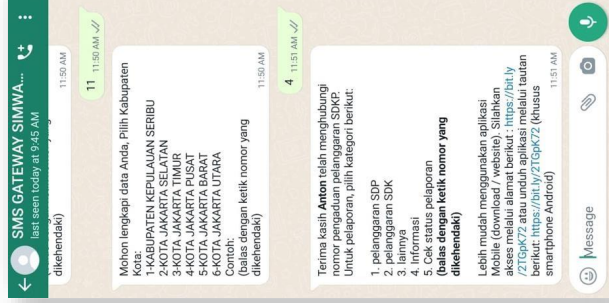 SMS GATEWAY SIMWA...
last seen today at 9:45 AM
dikehendaki)
11:50 AM
11 11:50 AM
Mohon lengkapi data Anda, Pilih Kabupaten
Kota:
1-KABUPATEN KEPULAUAN SERIBU
2-KOTA JAKARTA SELATAN
3-KOTA JAKARTA TIMUR
4-KOTA JAKARTA PUSAT
5-KOTA JAKARTA BARAT
6-KOTA JAKARTA UTARA
Contoh:
(balas dengan ketik nomor yang
dikehendaki)
11:50 AM
4 11:51 AM
Terima kasih Anton telah menghubungi
nomor pengaduan pelanggaran SDKP.
Untuk pelaporan, pilih kategori berikut:
1. pelanggaran SDP
2. pelanggaran SDK
3. lainnya
4. Informasi
5. Cek status pelaporan
(balas dengan ketik nomor yang
dikehendaki)
Lebih mudah menggunakan aplikasi
Mobile (download / website). Silahkan
akses melalui alamat berikut : https://bit.ly
/2TGpK72 atau unduh aplikasi melalui tautan
berikut: https://bit.ly/2TGpK72 (khusus
smartphone Android)
11:51 AM
Message